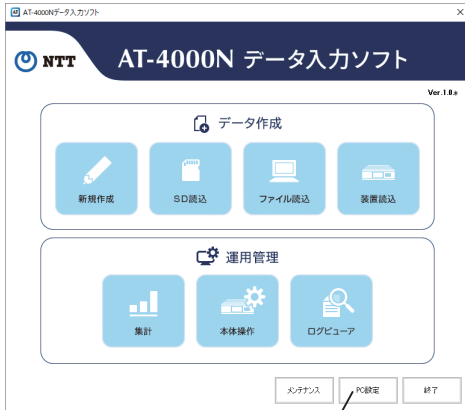 AT-4000Nデータ入力ソフト
NTT
AT-4000N データ入力ソフト
Ver.1.0.*
データ作成
新規作成
SD読込
ファイル読込
装置読込
運用管理
集計
本体操作
ログビューア
メンテナンス
PC設定
終了